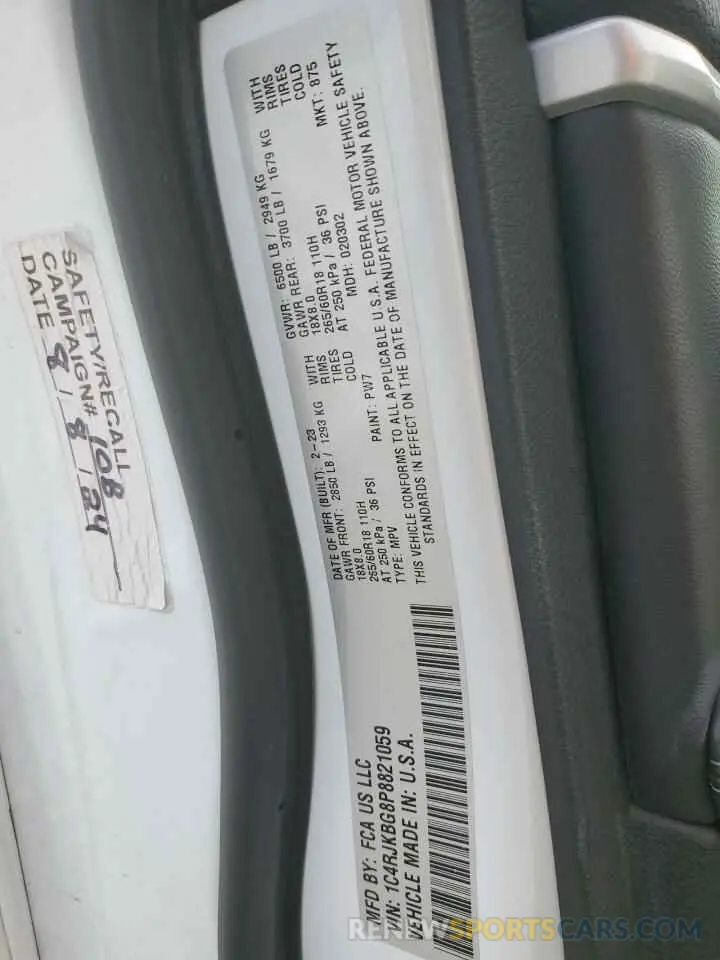 MFD BY: FCA US LLC
VIN: 1C4RJKBG8P8821059
VEHICLE MADE IN: U.S.A.
DATE OF MFR (BUILT): 2-23
GAWR FRONT: 2850 LB / 1293 KG WITH
18X8.0 RIMS
265/60R18 110H TIRES
AT 250 kPa / 36 PSI COLD
TYPE: MPV PAINT: PW7
GVWR: 6500 LB / 2949 KG
GAWR REAR: 3700 LB / 1679 KG WITH
18X8.0 RIMS
265/60R18 110H TIRES
AT 250 kPa / 36 PSI COLD
MDH: 020302 MKT: 875
THIS VEHICLE CONFORMS TO ALL APPLICABLE U.S.A. FEDERAL MOTOR VEHICLE SAFETY
STANDARDS IN EFFECT ON THE DATE OF MANUFACTURE SHOWN ABOVE.
SAFETY/RECALL
CAMPAIGN# 108
DATE 8 / 8 / 24
RENEWSPORTSCARS.COM